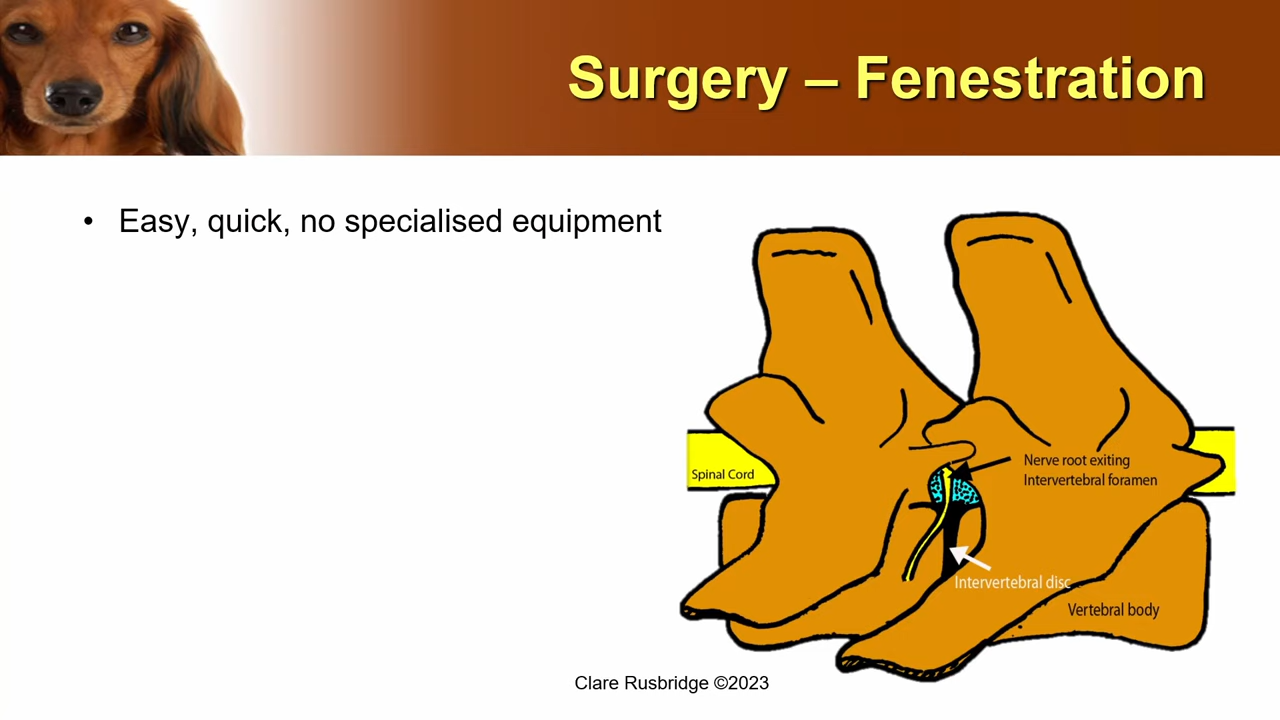 Surgery – Fenestration
• Easy, quick, no specialised equipment
Spinal Cord
Nerve root exiting
Intervertebral foramen
Intervertebral disc
Vertebral body
Clare Rusbridge ©2023